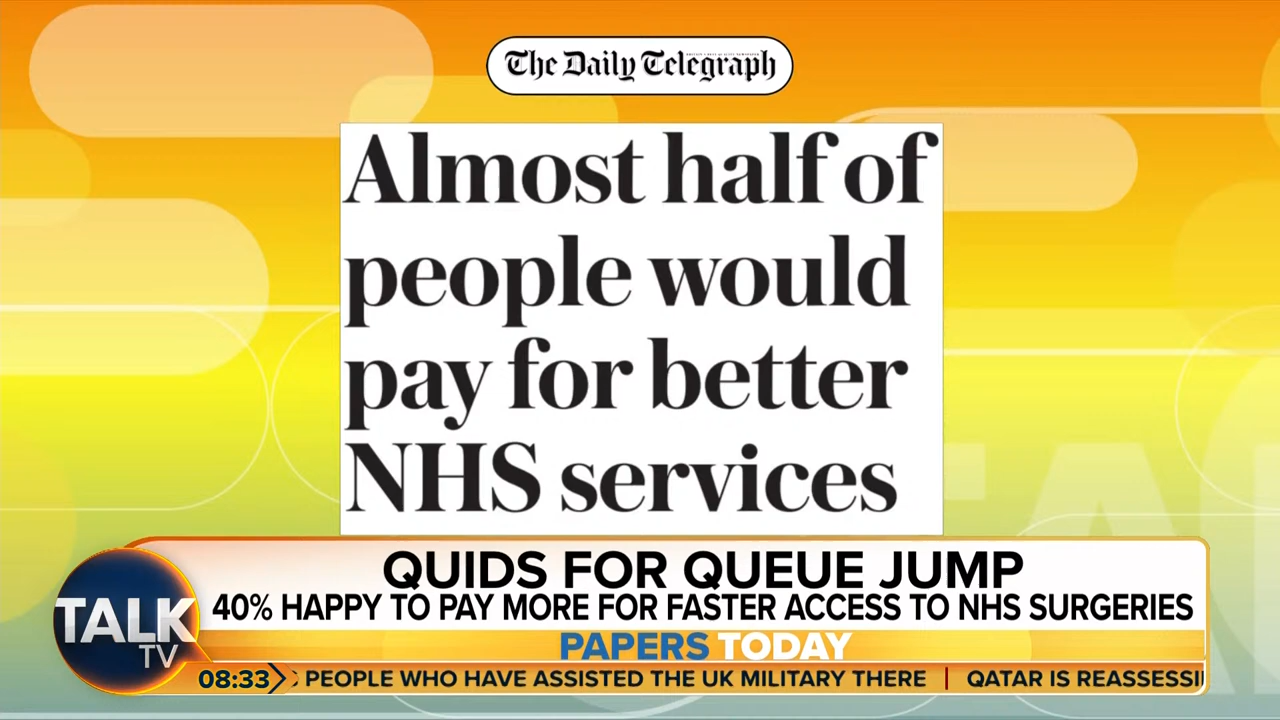 The Daily Telegraph
Almost half of
people would
pay for better
NHS services
QUIDS FOR QUEUE JUMP
40% HAPPY TO PAY MORE FOR FASTER ACCESS TO NHS SURGERIES
TALK
TV
PAPERS TODAY
08:33 PEOPLE WHO HAVE ASSISTED THE UK MILITARY THERE | QATAR IS REASSESSI